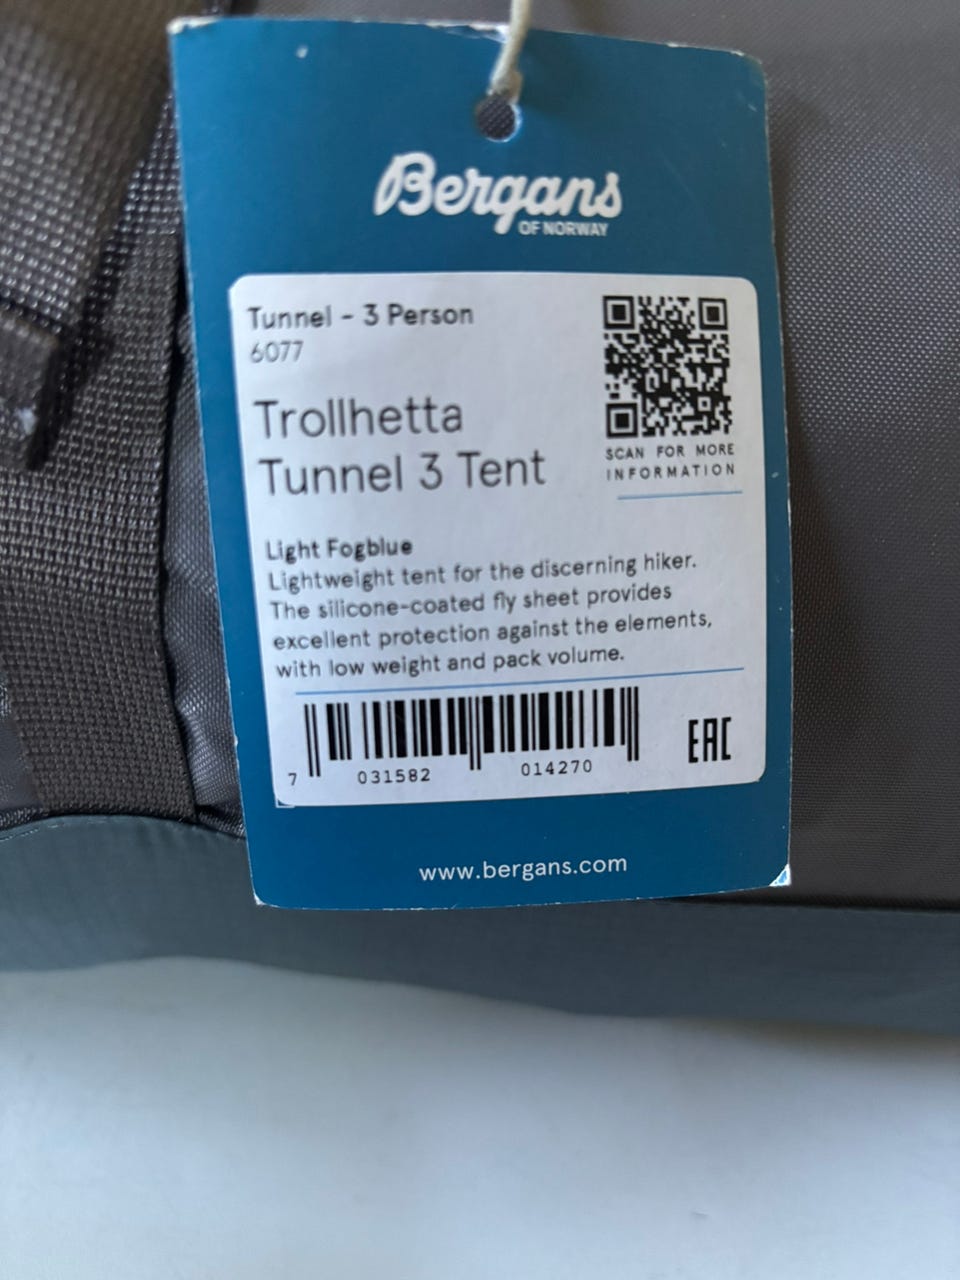 Bergans
OF NORWAY
Tunnel - 3 Person
6077
Trollhetta
Tunnel 3 Tent
SCAN FOR MORE
INFORMATION
Light Fogblue
Lightweight tent for the discerning hiker.
The silicone-coated fly sheet provides
excellent protection against the elements,
with low weight and pack volume.
7 031582 014270
EAC
www.bergans.com